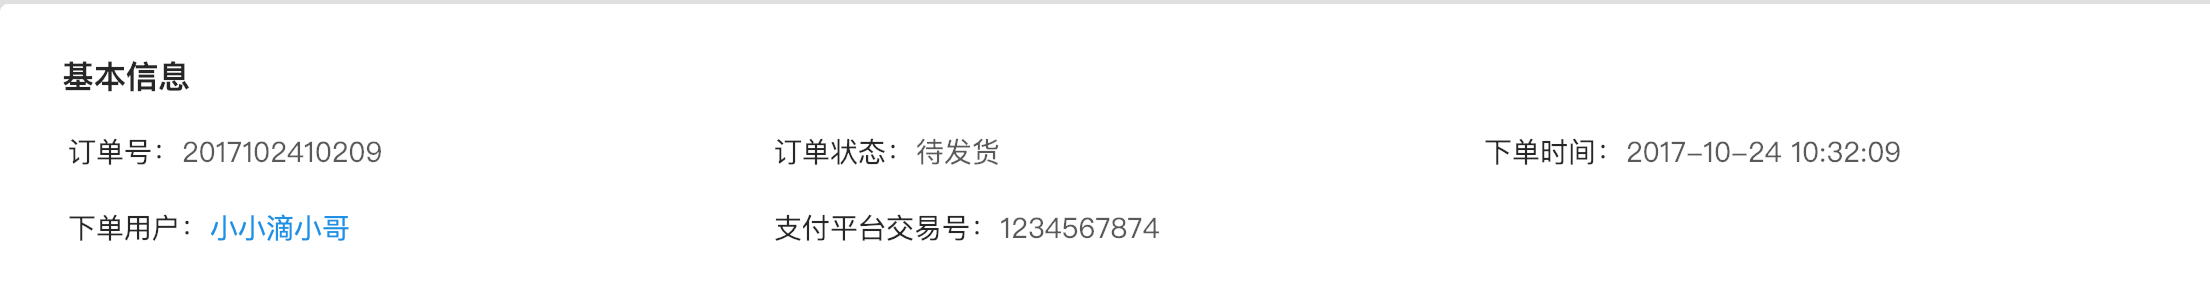 基本信息
订单号：2017102410209 订单状态：待发货 下单时间：2017-10-24 10:32:09
下单用户：小小滴小哥 支付平台交易号：1234567874